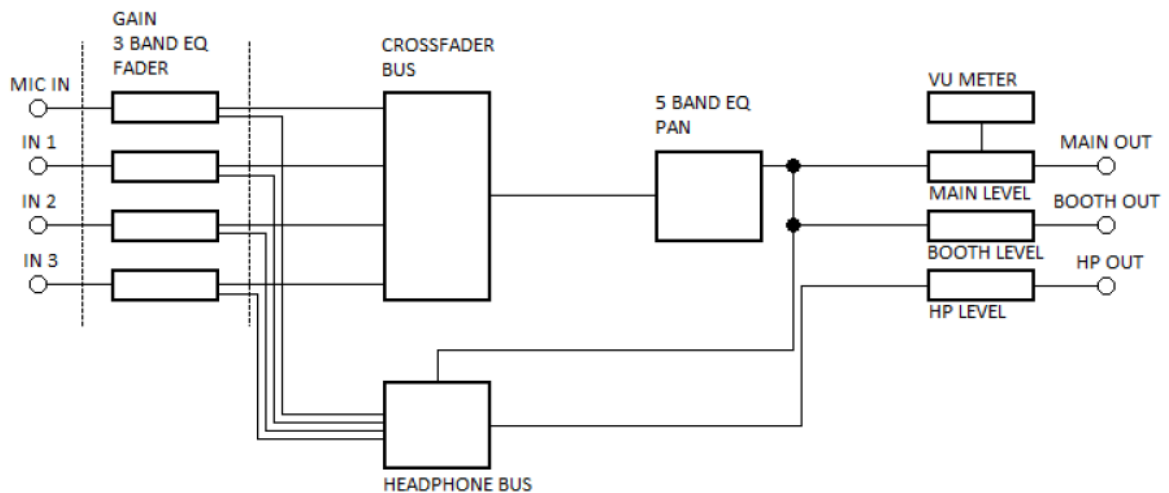 GAIN
3 BAND EQ
FADER
CROSSFADER
BUS
MIC IN
IN 1
IN 2
IN 3
5 BAND EQ
PAN
VU METER
MAIN OUT
MAIN LEVEL
BOOTH OUT
BOOTH LEVEL
HP OUT
HP LEVEL
HEADPHONE BUS